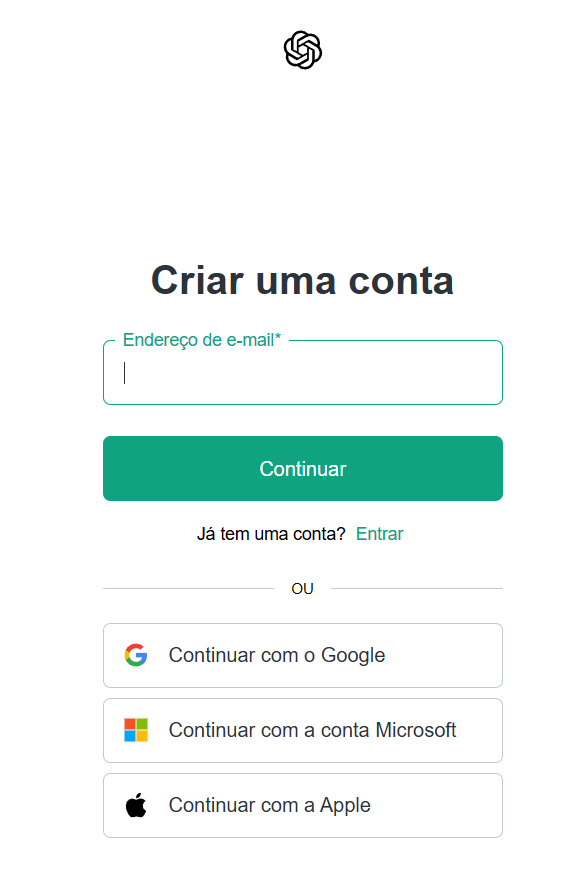 Criar uma conta
Endereço de e-mail*
Continuar
Já tem uma conta? Entrar
OU
Continuar com o Google
Continuar com a conta Microsoft
Continuar com a Apple